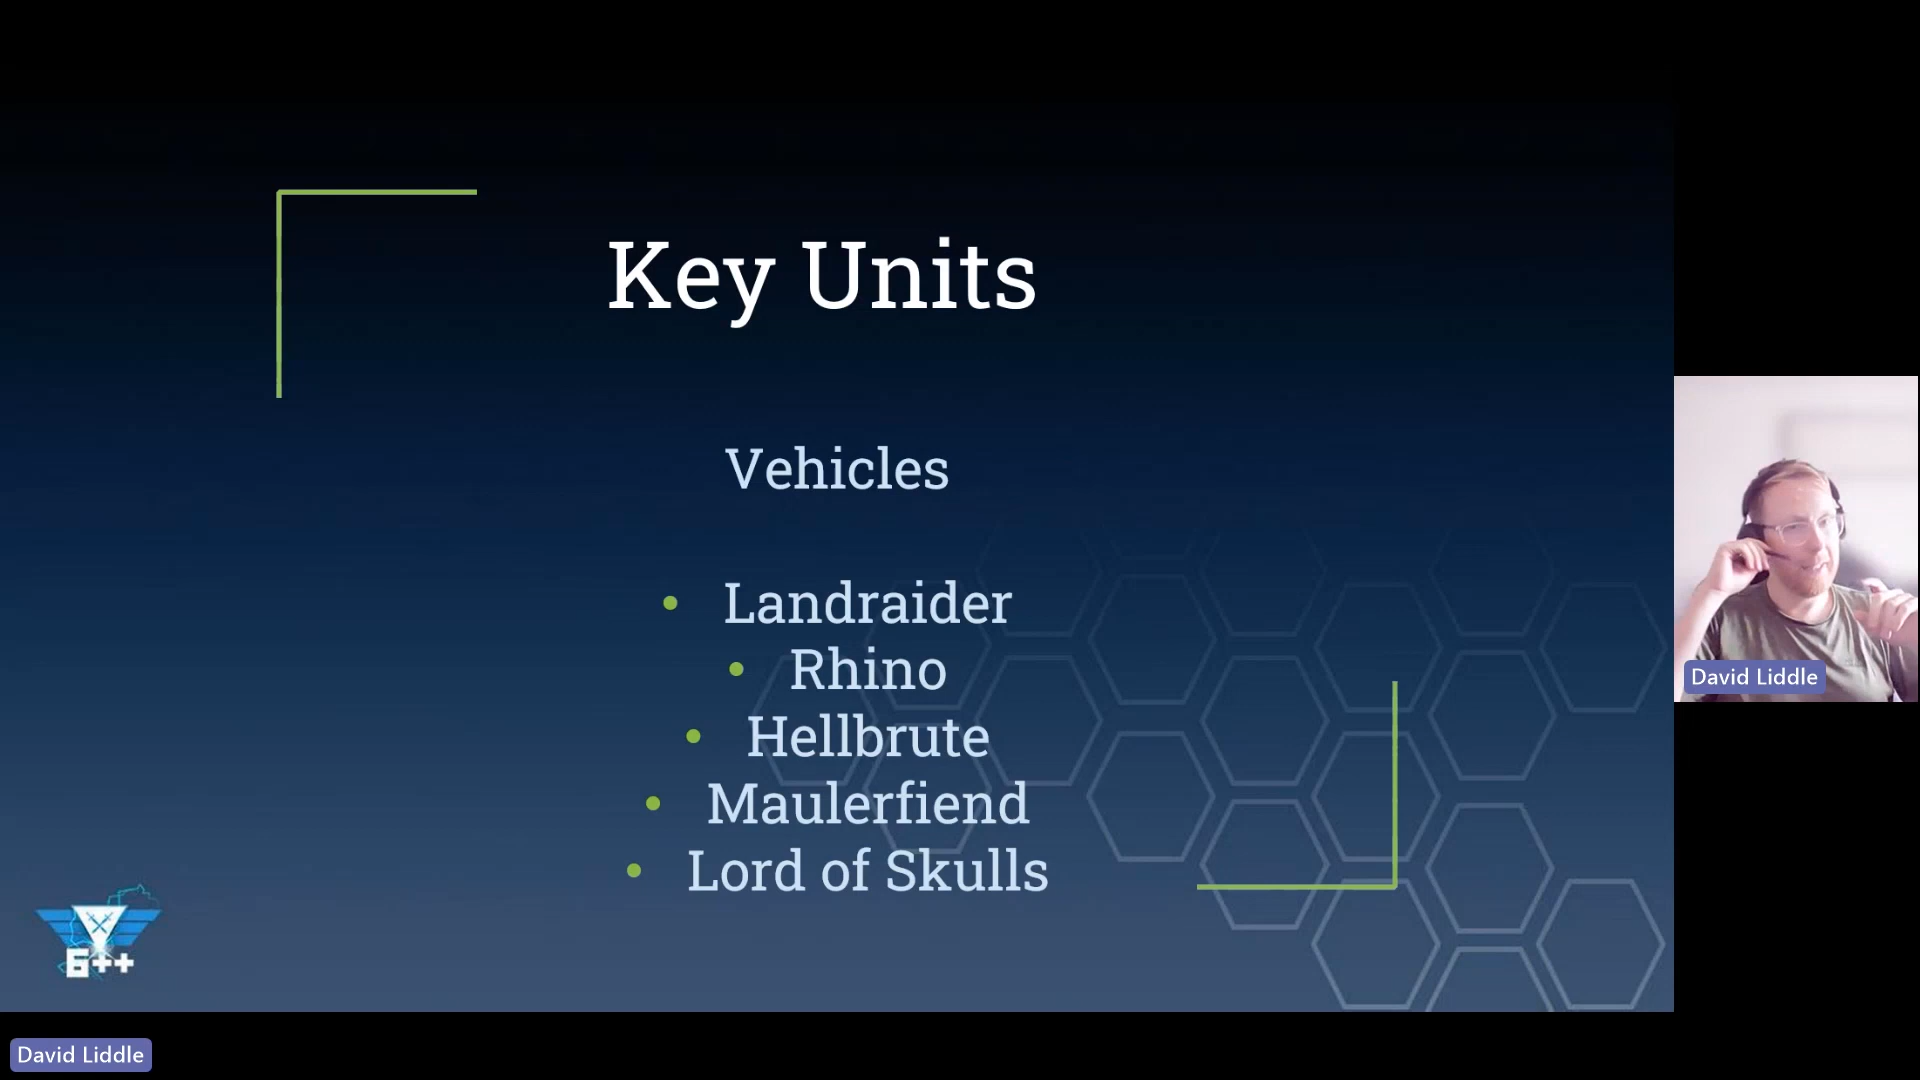 Key Units
Vehicles
• Landraider
• Rhino
• Hellbrute
• Maulerfiend
• Lord of Skulls
6++
David Liddle
David Liddle